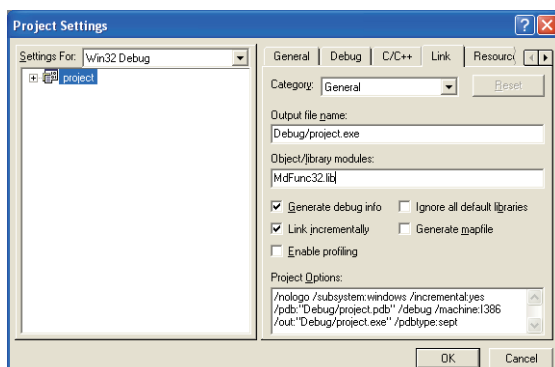 Project Settings
Settings For: Win32 Debug
project
General Debug C/C++ Link Resourc
Category: General Reset
Output file name:
Debug/project.exe
Object/library modules:
MdFunc32.lib
Generate debug info Ignore all default libraries
Link incrementally Generate mapfile
Enable profiling
Project Options:
/nologo /subsystem:windows /incremental:yes
/pdb:"Debug/project.pdb" /debug /machine:I386
/out:"Debug/project.exe" /pdbtype:sept
OK Cancel